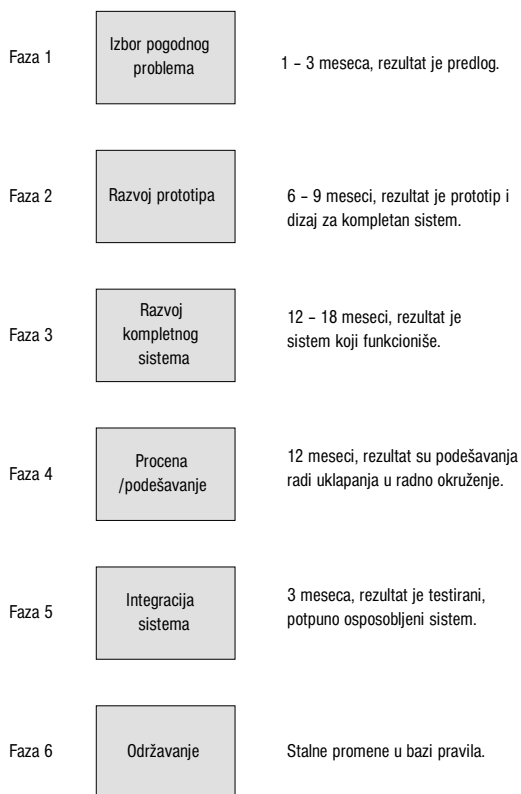 Faza 1
Izbor pogodnog
problema
1 – 3 meseca, rezultat je predlog.
Faza 2
Razvoj prototipa
6 – 9 meseci, rezultat je prototip i
dizaj za kompletan sistem.
Faza 3
Razvoj
kompletnog
sistema
12 – 18 meseci, rezultat je
sistem koji funkcioniše.
Faza 4
Procena
/podešavanje
12 meseci, rezultat su podešavanja
radi uklapanja u radno okruženje.
Faza 5
Integracija
sistema
3 meseca, rezultat je testirani,
potpuno osposobljeni sistem.
Faza 6
Održavanje
Stalne promene u bazi pravila.